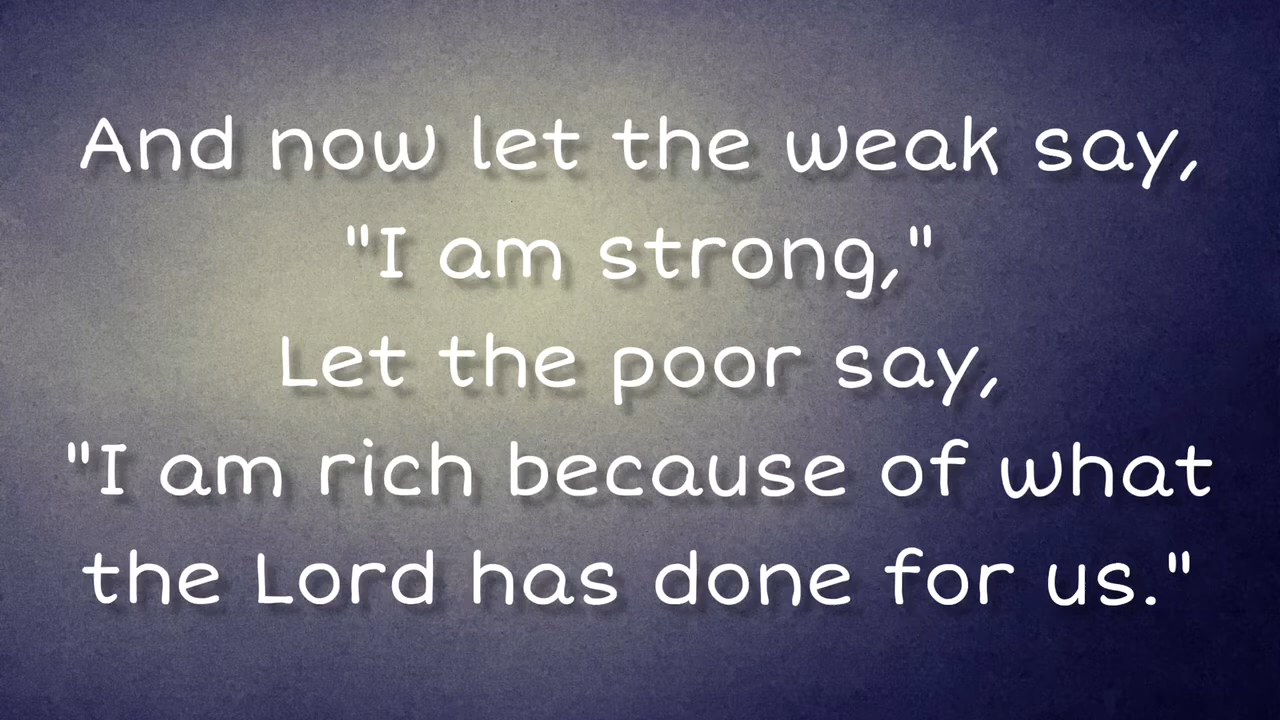 And now let the weak say,
"I am strong,"
Let the poor say,
"I am rich because of what
the Lord has done for us."